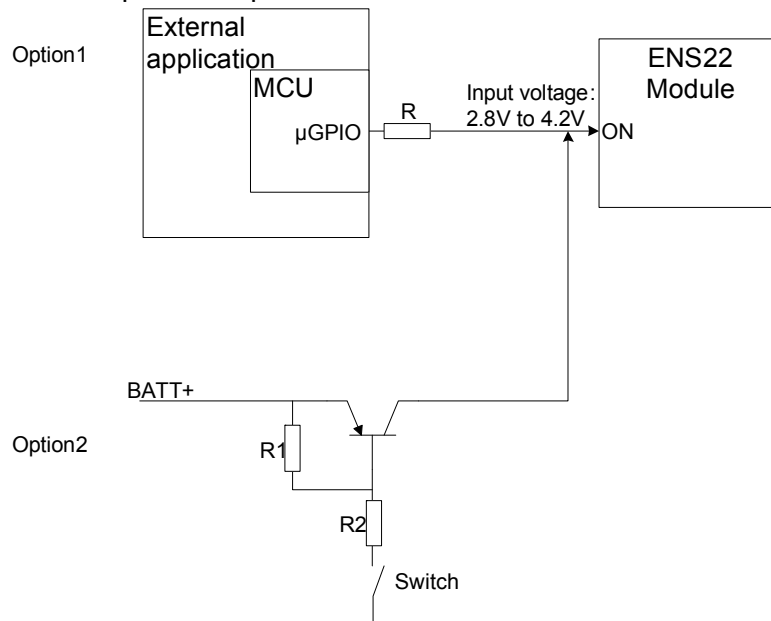 Option1
External
application
MCU
µGPIO
R
Input voltage:
2.8V to 4.2V
ENS22
Module
ON
BATT+
Option2
R1
R2
Switch